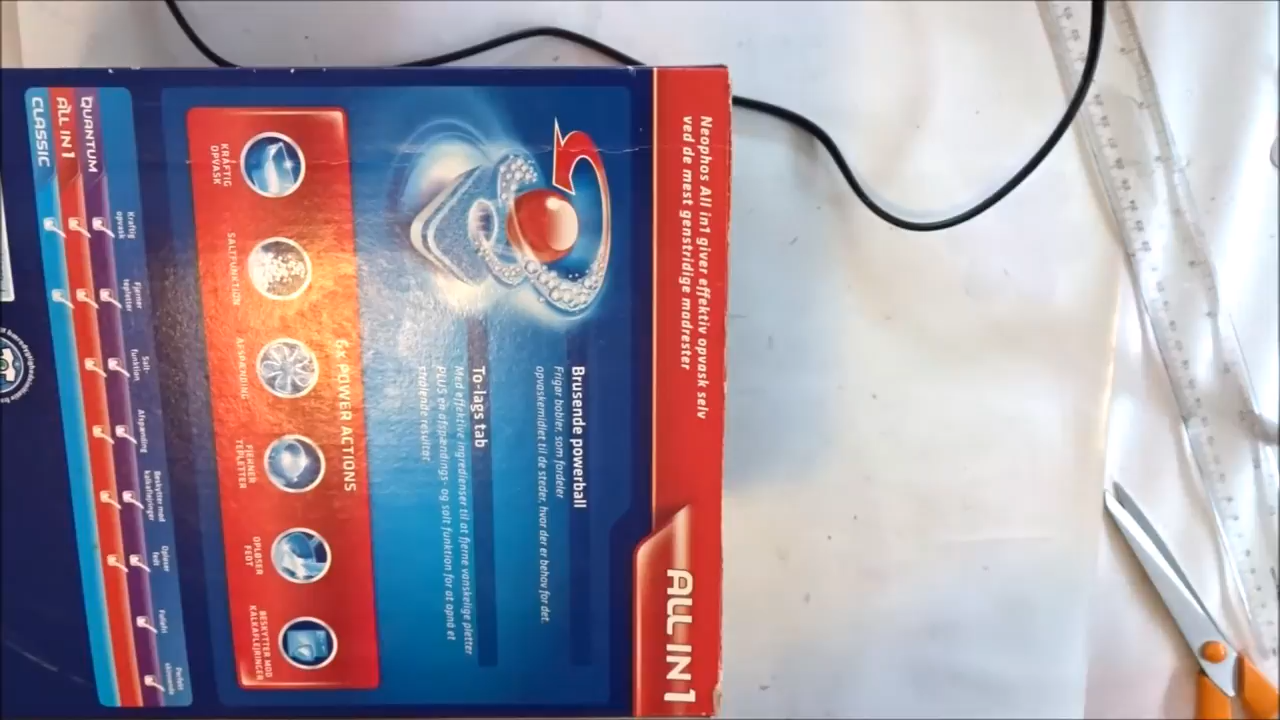 Neophos All in1 giver effektiv opvask selv
ved de mest genstridige madrester
ALL IN 1
Brusende powerball
Frigør bobler, som fordeler
opvaskemidlet til de steder, hvor der er behov for det.
To-lags tab
Med effektive ingredienser til at fjerne vanskelige pletter
PLUS en afspændings- og salt funktion for at opnå et
strålende resultat
6x POWER ACTIONS
KRAFTIG
OPVASK
SALTFUNKTION
AFSPÆNDING
FJERNER
TEPLETTER
OPLØSER
FEDT
BESKYTTER MOD
KALKAFLEJRINGER
Kraftig
opvask
Fjerner
tepletter
Salt-
funktion
Afspænding
Beskytter mod
kalkaflejringer
Opløser
fedt
Foliefri
Perfekt
skinnende
QUANTUM
ALL IN 1
CLASSIC